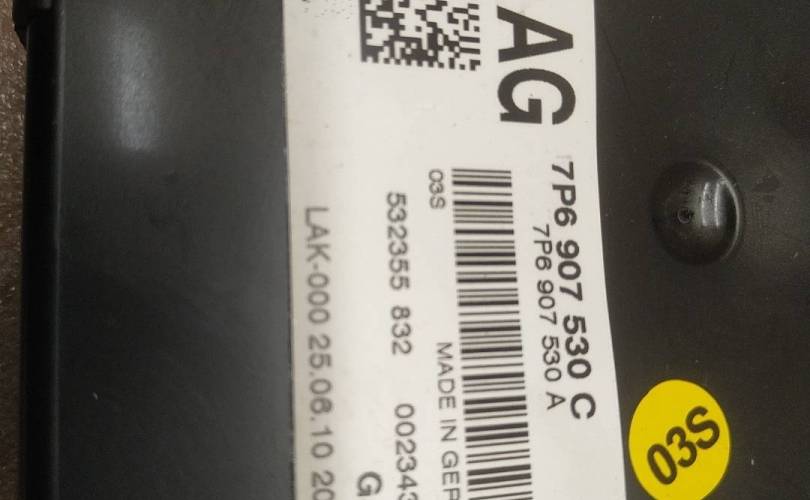 AG
7P6 907 530 C
7P6 907 530 A
03S
MADE IN GER
532355 832 002343
G
LAK-000 25.06.10 20
03S